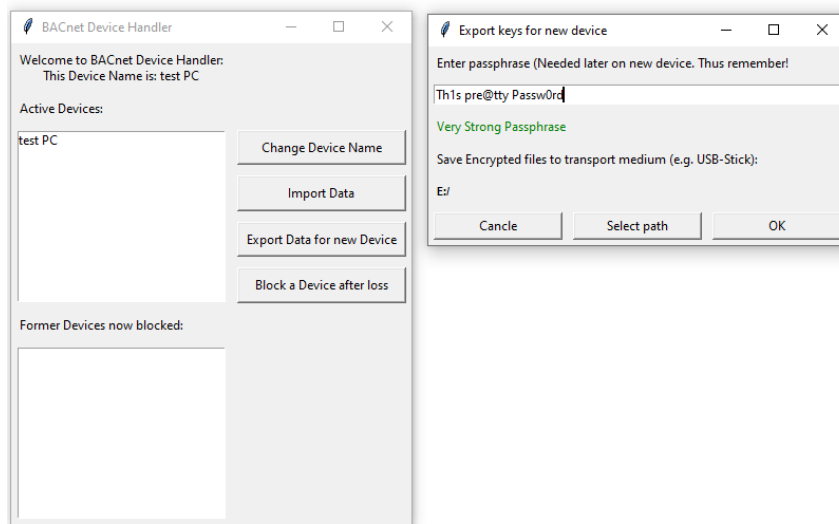 BACnet Device Handler
Welcome to BACnet Device Handler:
This Device Name is: test PC
Active Devices:
test PC
Change Device Name
Import Data
Export Data for new Device
Block a Device after loss
Former Devices now blocked:
Export keys for new device
Enter passphrase (Needed later on new device. Thus remember!
Th1s pre@tty Passw0rd
Very Strong Passphrase
Save Encrypted files to transport medium (e.g. USB-Stick):
E:/
Cancle
Select path
OK